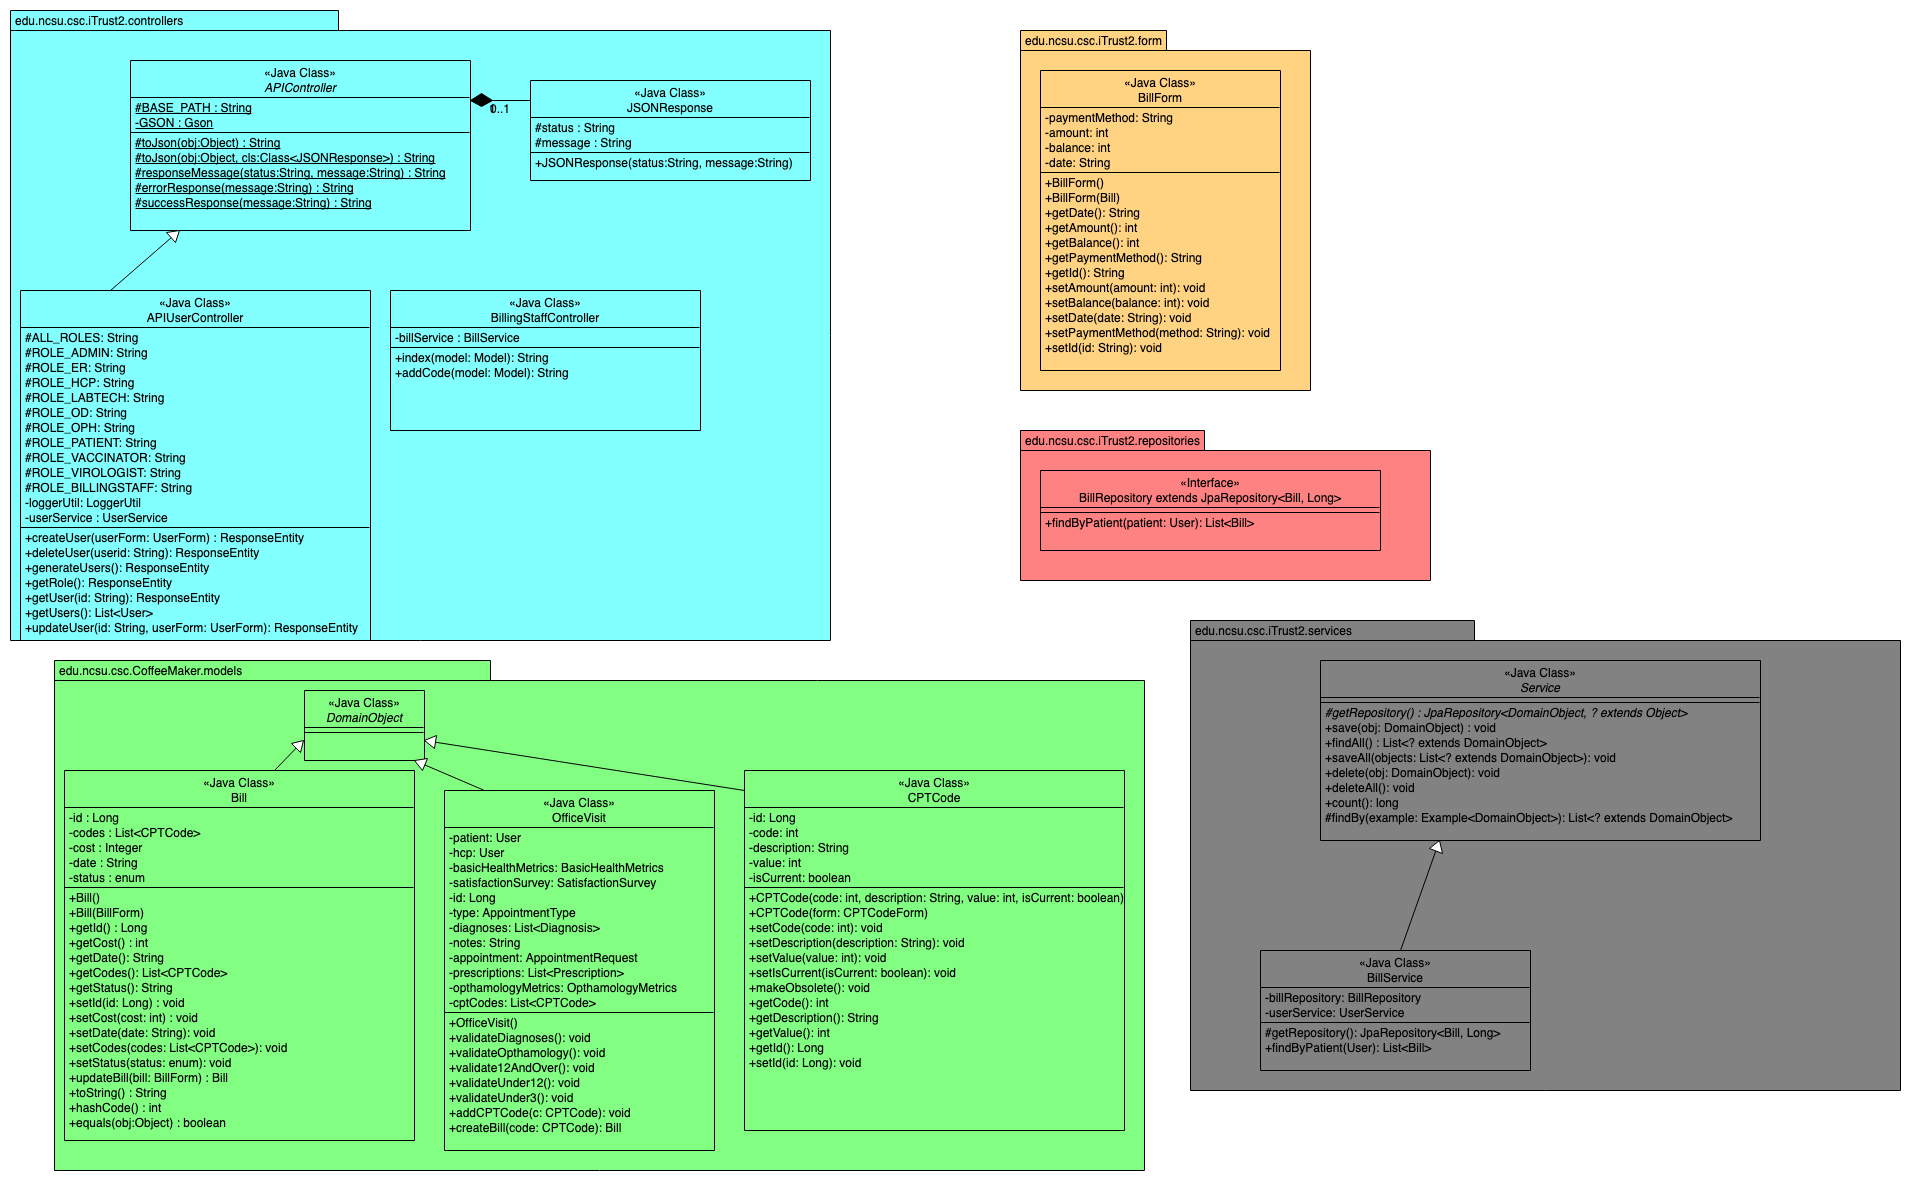 edu.ncsu.csc.iTrust2.controllers
«Java Class»
APIController
#BASE_PATH : String
-GSON : Gson
#toJson(obj:Object) : String
#toJson(obj:Object, cls:Class<JSONResponse>) : String
#responseMessage(status:String, message:String) : String
#errorResponse(message:String) : String
#successResponse(message:String) : String
0..1
«Java Class»
JSONResponse
#status : String
#message : String
+JSONResponse(status:String, message:String)
«Java Class»
APIUserController
#ALL_ROLES: String
#ROLE_ADMIN: String
#ROLE_ER: String
#ROLE_HCP: String
#ROLE_LABTECH: String
#ROLE_OD: String
#ROLE_OPH: String
#ROLE_PATIENT: String
#ROLE_VACCINATOR: String
#ROLE_VIROLOGIST: String
#ROLE_BILLINGSTAFF: String
-loggerUtil: LoggerUtil
-userService : UserService
+createUser(userForm: UserForm) : ResponseEntity
+deleteUser(userid: String): ResponseEntity
+generateUsers(): ResponseEntity
+getRole(): ResponseEntity
+getUser(id: String): ResponseEntity
+getUsers(): List<User>
+updateUser(id: String, userForm: UserForm): ResponseEntity
«Java Class»
BillingStaffController
-billService : BillService
+index(model: Model): String
+addCode(model: Model): String
edu.ncsu.csc.iTrust2.form
«Java Class»
BillForm
-paymentMethod: String
-amount: int
-balance: int
-date: String
+BillForm()
+BillForm(Bill)
+getDate(): String
+getAmount(): int
+getBalance(): int
+getPaymentMethod(): String
+getId(): String
+setAmount(amount: int): void
+setBalance(balance: int): void
+setDate(date: String): void
+setPaymentMethod(method: String): void
+setId(id: String): void
edu.ncsu.csc.iTrust2.repositories
«Interface»
BillRepository extends JpaRepository<Bill, Long>
+findByPatient(patient: User): List<Bill>
edu.ncsu.csc.CoffeeMaker.models
«Java Class»
DomainObject
«Java Class»
Bill
-id : Long
-codes : List<CPTCode>
-cost : Integer
-date : String
-status : enum
+Bill()
+Bill(BillForm)
+getId() : Long
+getCost() : int
+getDate(): String
+getCodes(): List<CPTCode>
+getStatus(): String
+setId(id: Long) : void
+setCost(cost: int) : void
+setDate(date: String): void
+setCodes(codes: List<CPTCode>): void
+setStatus(status: enum): void
+updateBill(bill: BillForm) : Bill
+toString() : String
+hashCode() : int
+equals(obj:Object) : boolean
«Java Class»
OfficeVisit
-patient: User
-hcp: User
-basicHealthMetrics: BasicHealthMetrics
-satisfactionSurvey: SatisfactionSurvey
-id: Long
-type: AppointmentType
-diagnoses: List<Diagnosis>
-notes: String
-appointment: AppointmentRequest
-prescriptions: List<Prescription>
-opthamologyMetrics: OpthamologyMetrics
-cptCodes: List<CPTCode>
+OfficeVisit()
+validateDiagnoses(): void
+validateOpthamology(): void
+validate12AndOver(): void
+validateUnder12(): void
+validateUnder3(): void
+addCPTCode(c: CPTCode): void
+createBill(code: CPTCode): Bill
«Java Class»
CPTCode
-id: Long
-code: int
-description: String
-value: int
-isCurrent: boolean
+CPTCode(code: int, description: String, value: int, isCurrent: boolean)
+CPTCode(form: CPTCodeForm)
+setCode(code: int): void
+setDescription(description: String): void
+setValue(value: int): void
+setIsCurrent(isCurrent: boolean): void
+makeObsolete(): void
+getCode(): int
+getDescription(): String
+getValue(): int
+getId(): Long
+setId(id: Long): void
edu.ncsu.csc.iTrust2.services
«Java Class»
Service
#getRepository() : JpaRepository<DomainObject, ? extends Object>
+save(obj: DomainObject) : void
+findAll() : List<? extends DomainObject>
+saveAll(objects: List<? extends DomainObject>): void
+delete(obj: DomainObject): void
+deleteAll(): void
+count(): long
#findBy(example: Example<DomainObject>): List<? extends DomainObject>
«Java Class»
BillService
-billRepository: BillRepository
-userService: UserService
#getRepository(): JpaRepository<Bill, Long>
+findByPatient(User): List<Bill>